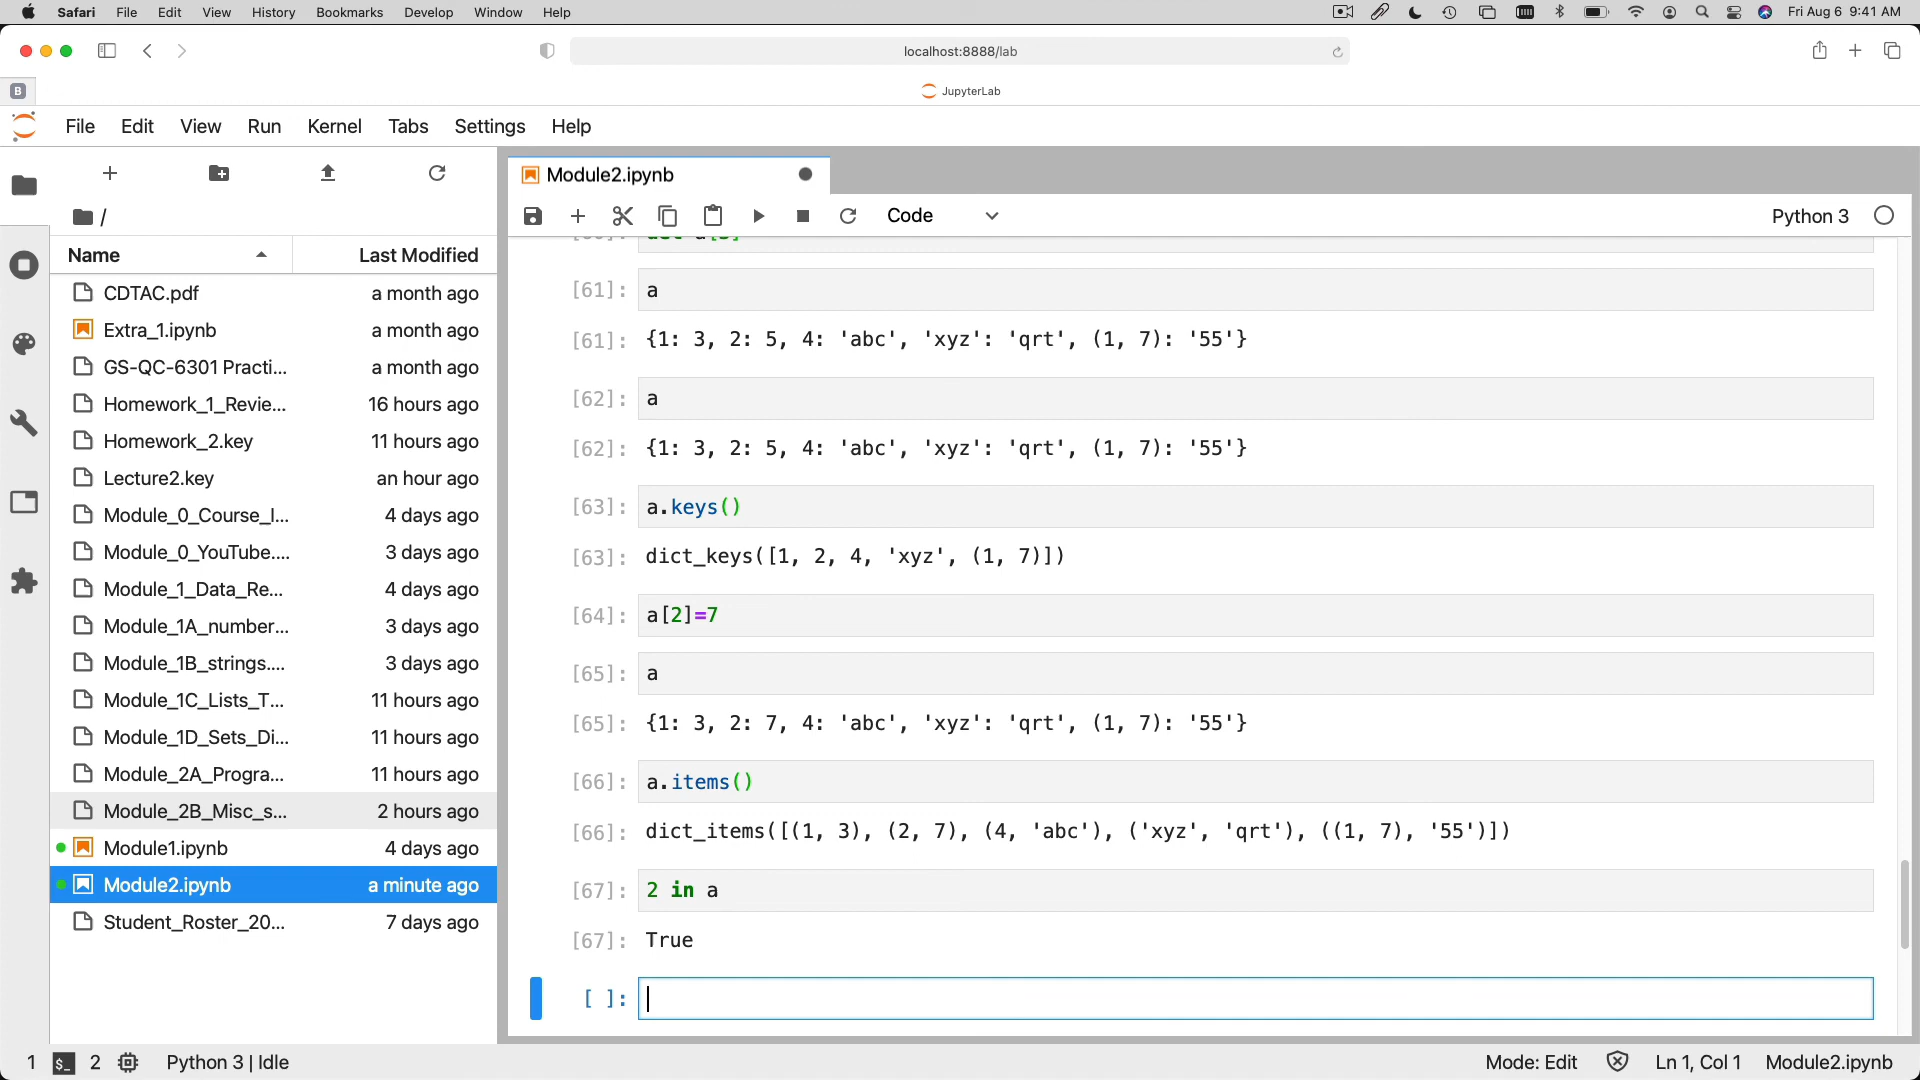 Safari File Edit View History Bookmarks Develop Window Help Fri Aug 6 9:41 AM
localhost:8888/lab
B JupyterLab
File Edit View Run Kernel Tabs Settings Help
Module2.ipynb
/
Code Python 3
Name Last Modified
CDTAC.pdf a month ago
Extra_1.ipynb a month ago
GS-QC-6301 Practi... a month ago
Homework_1_Revie... 16 hours ago
Homework_2.key 11 hours ago
Lecture2.key an hour ago
Module_0_Course_I... 4 days ago
Module_0_YouTube.... 3 days ago
Module_1_Data_Re... 4 days ago
Module_1A_number... 3 days ago
Module_1B_strings.... 3 days ago
Module_1C_Lists_T... 11 hours ago
Module_1D_Sets_Di... 11 hours ago
Module_2A_Progra... 11 hours ago
Module_2B_Misc_s... 2 hours ago
Module1.ipynb 4 days ago
Module2.ipynb a minute ago
Student_Roster_20... 7 days ago
[61]: a
[61]: {1: 3, 2: 5, 4: 'abc', 'xyz': 'qrt', (1, 7): '55'}
[62]: a
[62]: {1: 3, 2: 5, 4: 'abc', 'xyz': 'qrt', (1, 7): '55'}
[63]: a.keys()
[63]: dict_keys([1, 2, 4, 'xyz', (1, 7)])
[64]: a[2]=7
[65]: a
[65]: {1: 3, 2: 7, 4: 'abc', 'xyz': 'qrt', (1, 7): '55'}
[66]: a.items()
[66]: dict_items([(1, 3), (2, 7), (4, 'abc'), ('xyz', 'qrt'), ((1, 7), '55')])
[67]: 2 in a
[67]: True
[ ]:
1 $_ 2 Python 3 | Idle Mode: Edit Ln 1, Col 1 Module2.ipynb